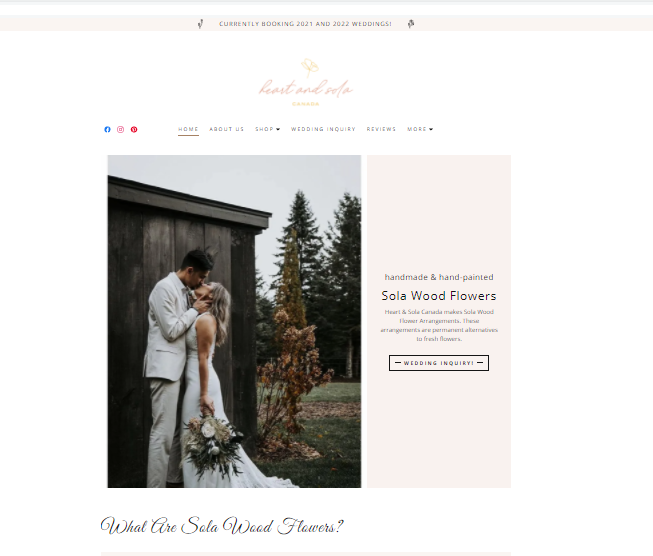 CURRENTLY BOOKING 2021 AND 2022 WEDDINGS!
heart and sola
CANADA
HOME ABOUT US SHOP WEDDING INQUIRY REVIEWS MORE
handmade & hand-painted
Sola Wood Flowers
Heart & Sola Canada makes Sola Wood
Flower Arrangements. These
arrangements are permanent alternatives
to fresh flowers.
WEDDING INQUIRY!
What Are Sola Wood Flowers?